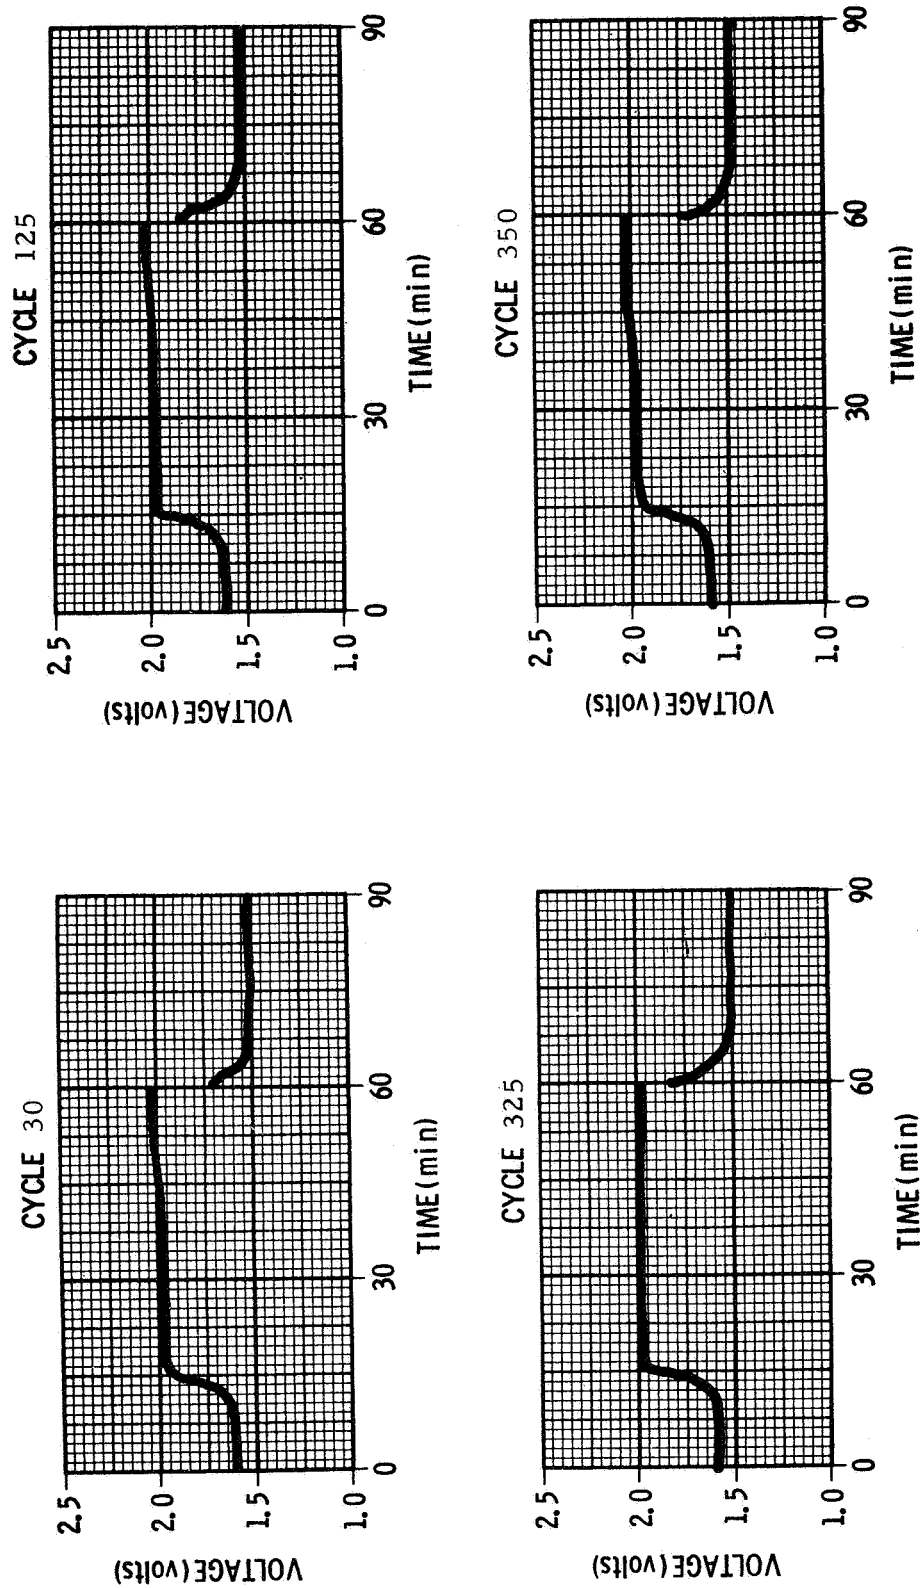 CYCLE 30
VOLTAGE (volts)
2.5
2.0
1.5
1.0
0
30
60
90
TIME (min)
CYCLE 125
VOLTAGE (volts)
2.5
2.0
1.5
1.0
0
30
60
90
TIME (min)
CYCLE 325
VOLTAGE (volts)
2.5
2.0
1.5
1.0
0
30
60
90
TIME (min)
CYCLE 350
VOLTAGE (volts)
2.5
2.0
1.5
1.0
0
30
60
90
TIME (min)